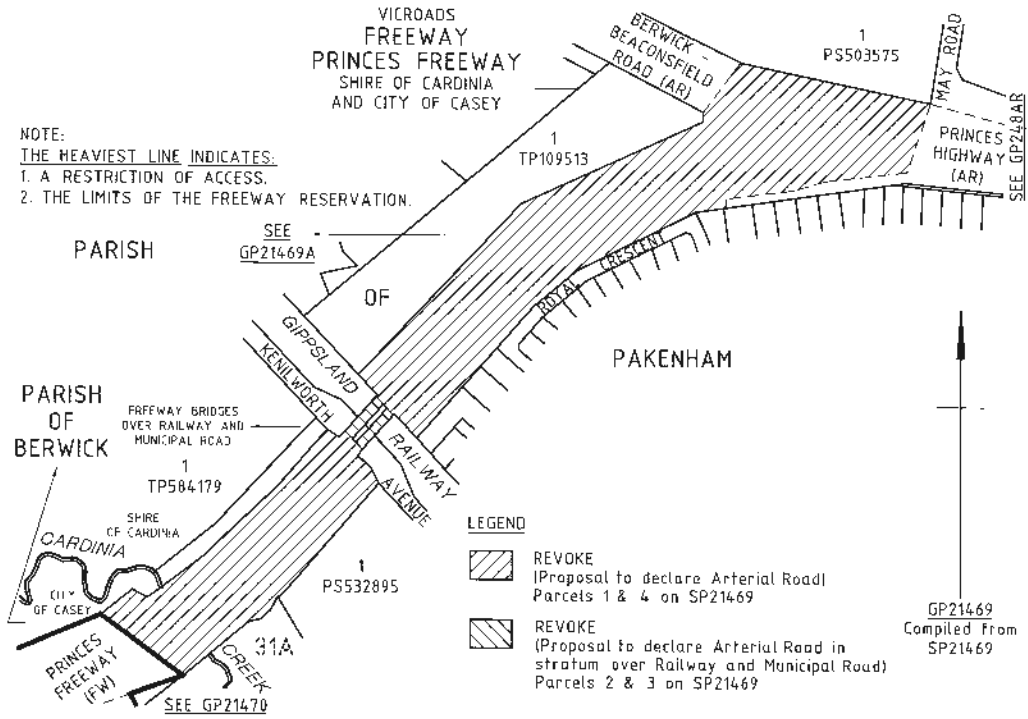 VICROADS
FREEWAY
PRINCES FREEWAY
SHIRE OF CARDINIA
AND CITY OF CASEY
BERWICK
BEACONSFIELD
ROAD (AR)
1
PS503575
MAY ROAD
PRINCES
HIGHWAY
(AR)
SEE GP248AR
NOTE:
THE HEAVIEST LINE INDICATES:
1. A RESTRICTION OF ACCESS.
2. THE LIMITS OF THE FREEWAY RESERVATION.
1
TP109513
PARISH
SEE
GP21469A
OF
ROYAL CRESCENT
PAKENHAM
GIPPSLAND
KENILWORTH
RAILWAY
AVENUE
PARISH
OF
BERWICK
FREEWAY BRIDGES
OVER RAILWAY AND
MUNICIPAL ROAD
1
TP584179
SHIRE
OF CARDINIA
CARDINIA
CITY
OF CASEY
PRINCES
FREEWAY
(FW)
1
PS532895
31A
CREEK
SEE GP21470
LEGEND
REVOKE
(Proposal to declare Arterial Road)
Parcels 1 & 4 on SP21469
REVOKE
(Proposal to declare Arterial Road in
stratum over Railway and Municipal Road)
Parcels 2 & 3 on SP21469
GP21469
Compiled from
SP21469